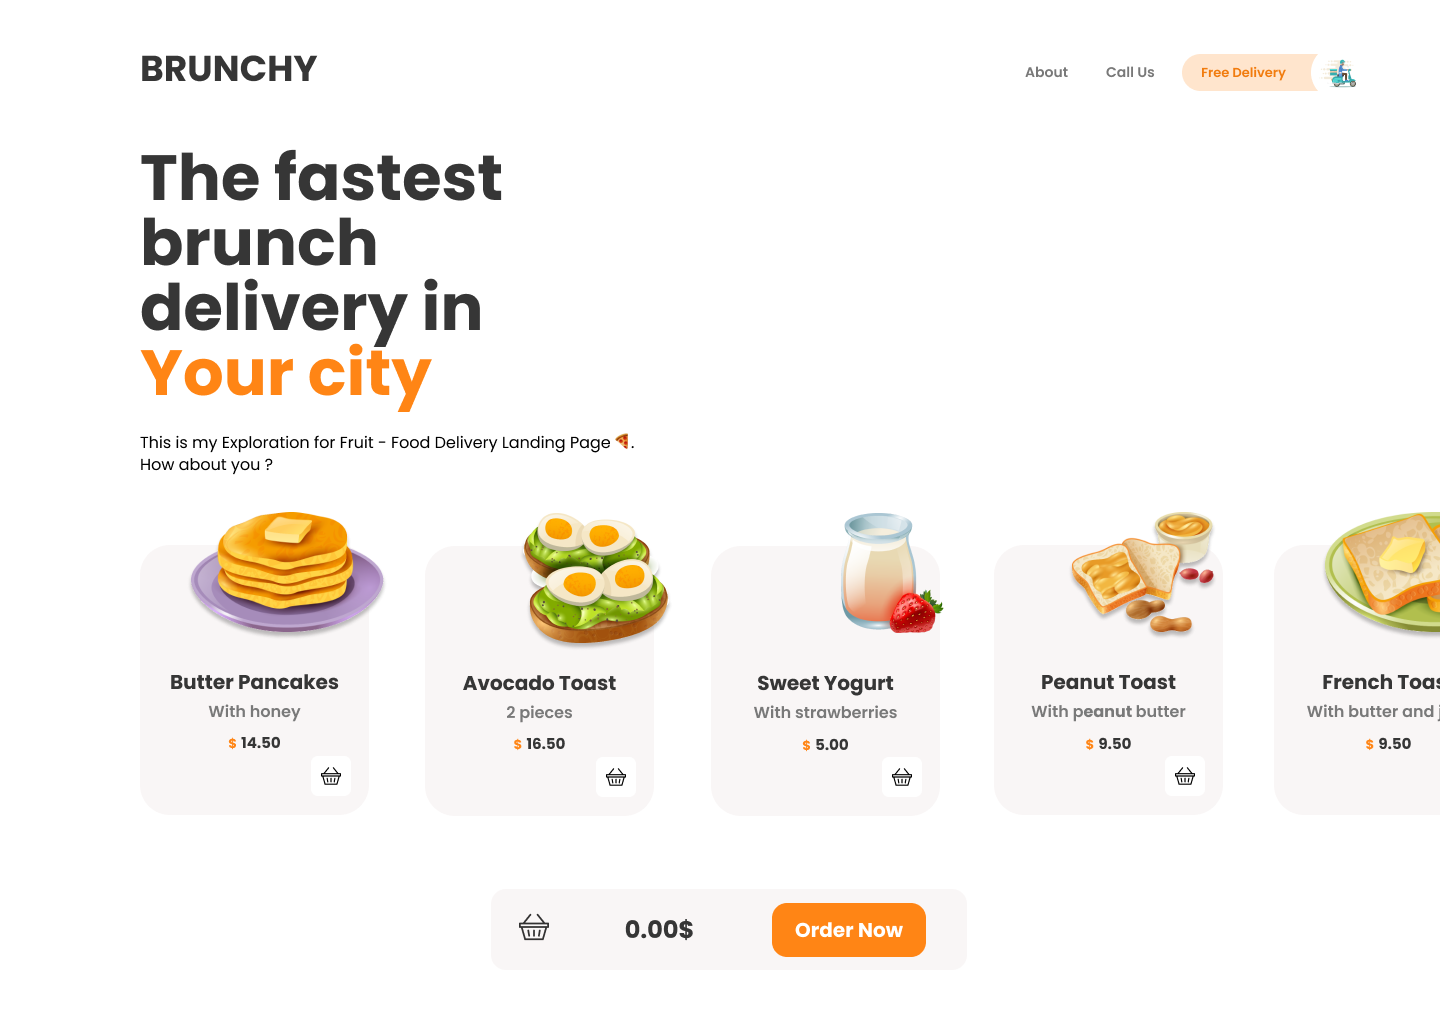 BRUNCHY
About
Call Us
Free Delivery
The fastest
brunch
delivery in
Your city
This is my Exploration for Fruit - Food Delivery Landing Page 🍕.
How about you ?
Butter Pancakes
With honey
$ 14.50
Avocado Toast
2 pieces
$ 16.50
Sweet Yogurt
With strawberries
$ 5.00
Peanut Toast
With peanut butter
$ 9.50
French Toas
With butter and j
$ 9.50
0.00$
Order Now